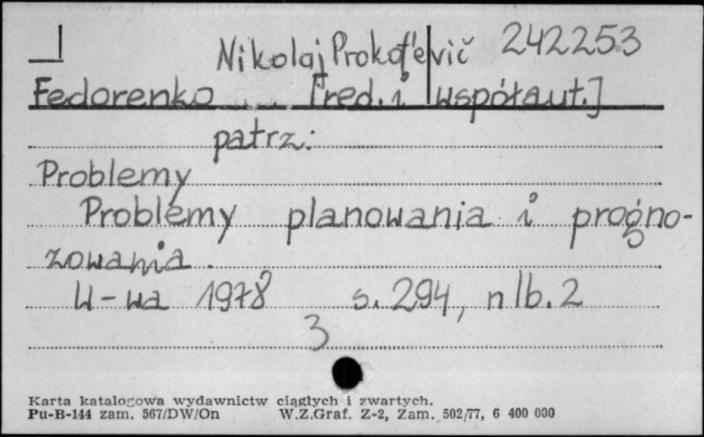 Nikolaj Prokof'evič 242253
Fedorenko [red. i współaut.]
patrz:
Problemy
Problemy planowania i progno-
zowania.
W-wa 1978 s. 294, nlb. 2
3
Karta katalogowa wydawnictw ciągłych i zwartych.
Pu-B-144 zam. 567/DW/On W.Z.Graf. Z-2, Zam. 502/77, 6 400 000